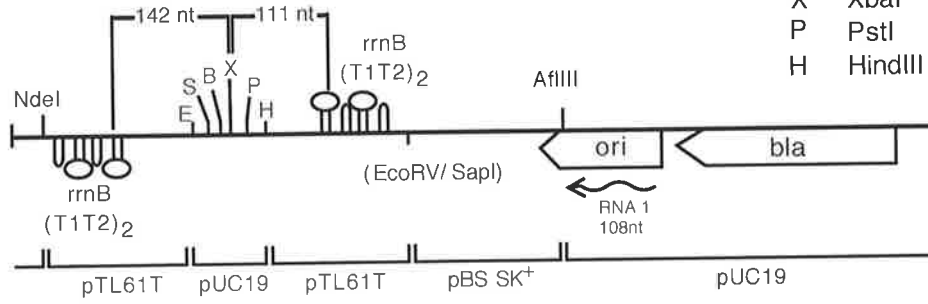 142 nt
111 nt
X XbaI
P PstI
H HindIII
rrnB
(T1T2)2
NdeI
E
S
B
X
P
H
AflIII
ori
bla
(EcoRV/ SapI)
rrnB
(T1T2)2
RNA 1
108nt
pTL61T
pUC19
pTL61T
pBS SK+
pUC19